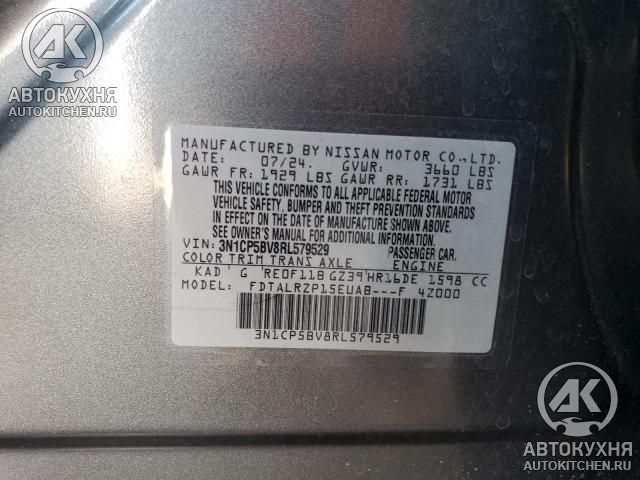 AK
АВТОКУХНЯ
AUTOKITCHEN.RU
MANUFACTURED BY NISSAN MOTOR CO., LTD.
DATE: 07/24. GVWR: 3660 LBS
GAWR FR: 1929 LBS GAWR RR: 1731 LBS
THIS VEHICLE CONFORMS TO ALL APPLICABLE FEDERAL MOTOR
VEHICLE SAFETY, BUMPER AND THEFT PREVENTION STANDARDS
IN EFFECT ON THE DATE OF MANUFACTURE SHOWN ABOVE.
SEE OWNER'S MANUAL FOR ADDITIONAL INFORMATION
VIN: 3N1CP5BV8RL579529 PASSENGER CAR.
COLOR TRIM TRANS AXLE ENGINE
KAD G RE0F11B GZ39 HR16DE 1598 CC
MODEL: FDTALRZP15EUAB---F 4Z000
3N1CP5BV8RL579529
AK
АВТОКУХНЯ
AUTOKITCHEN.RU